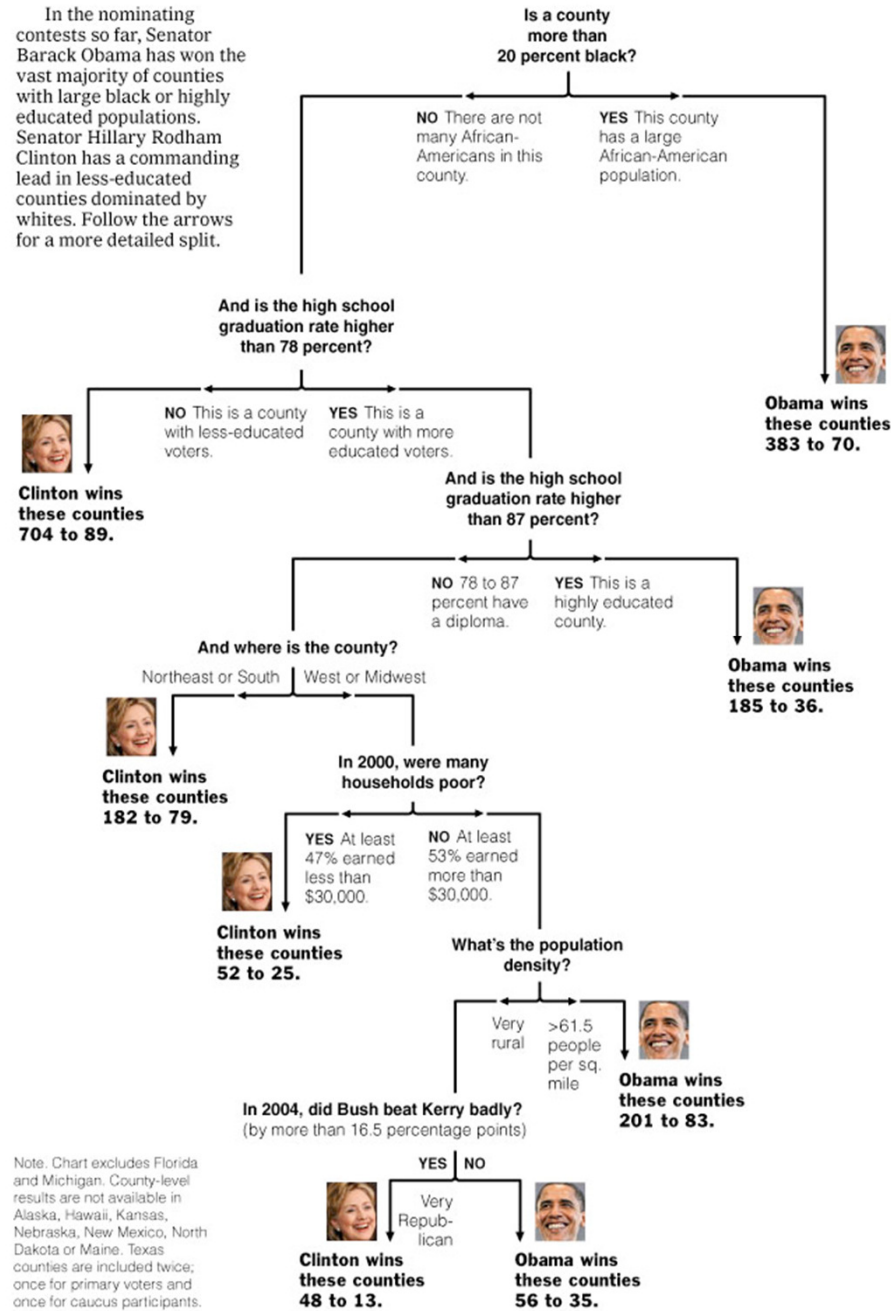 In the nominating
contests so far, Senator
Barack Obama has won the
vast majority of counties
with large black or highly
educated populations.
Senator Hillary Rodham
Clinton has a commanding
lead in less-educated
counties dominated by
whites. Follow the arrows
for a more detailed split.
Is a county
more than
20 percent black?
NO There are not
many African-
Americans in this
county.
YES This county
has a large
African-American
population.
And is the high school
graduation rate higher
than 78 percent?
Obama wins
these counties
383 to 70.
NO This is a county
with less-educated
voters.
YES This is a
county with more
educated voters.
Clinton wins
these counties
704 to 89.
And is the high school
graduation rate higher
than 87 percent?
NO 78 to 87
percent have
a diploma.
YES This is a
highly educated
county.
Obama wins
these counties
185 to 36.
And where is the county?
Northeast or South
West or Midwest
Clinton wins
these counties
182 to 79.
In 2000, were many
households poor?
YES At least
47% earned
less than
$30,000.
NO At least
53% earned
more than
$30,000.
Clinton wins
these counties
52 to 25.
What's the population
density?
Very
rural
>61.5
people
per sq.
mile
Obama wins
these counties
201 to 83.
In 2004, did Bush beat Kerry badly?
(by more than 16.5 percentage points)
YES
NO
Very
Repub-
lican
Clinton wins
these counties
48 to 13.
Obama wins
these counties
56 to 35.
Note. Chart excludes Florida
and Michigan. County-level
results are not available in
Alaska, Hawaii, Kansas,
Nebraska, New Mexico, North
Dakota or Maine. Texas
counties are included twice;
once for primary voters and
once for caucus participants.